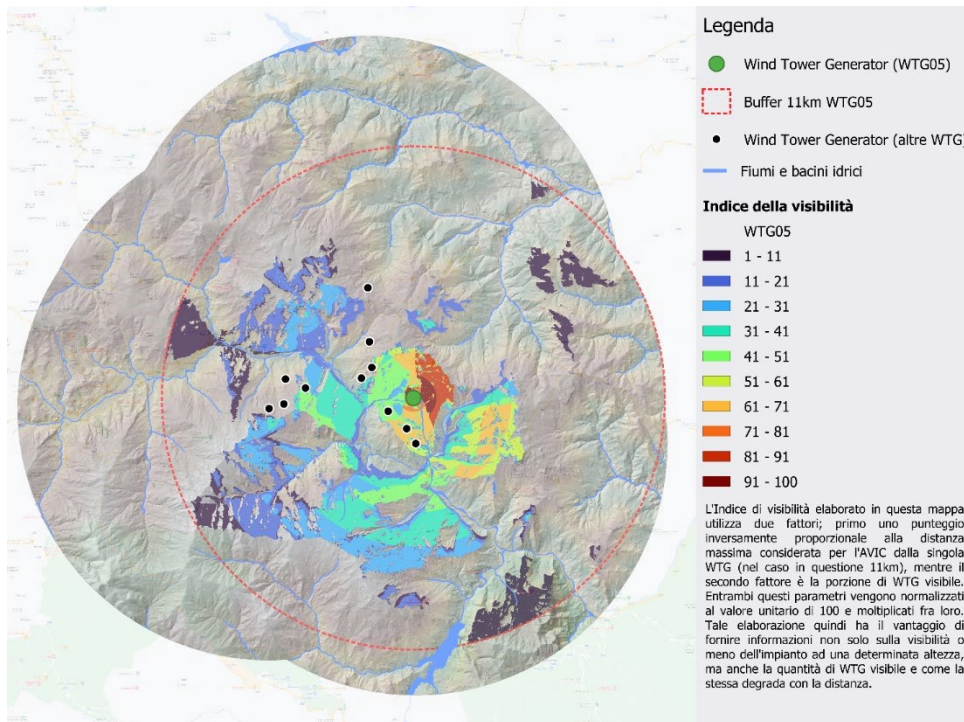 Legenda
Wind Tower Generator (WTG05)
Buffer 11km WTG05
Wind Tower Generator (altre WTG)
Fiumi e bacini idrici
Indice della visibilità
WTG05
1 - 11
11 - 21
21 - 31
31 - 41
41 - 51
51 - 61
61 - 71
71 - 81
81 - 91
91 - 100
L'Indice di visibilità elaborato in questa mappa
utilizza due fattori; primo uno punteggio
inversamente proporzionale alla distanza
massima considerata per l'AVIC dalla singola
WTG (nel caso in questione 11km), mentre il
secondo fattore è la porzione di WTG visibile.
Entrambi questi parametri vengono normalizzati
al valore unitario di 100 e moltiplicati fra loro.
Tale elaborazione quindi ha il vantaggio di
fornire informazioni non solo sulla visibilità o
meno dell'impianto ad una determinata altezza,
ma anche la quantità di WTG visibile e come la
stessa degrada con la distanza.